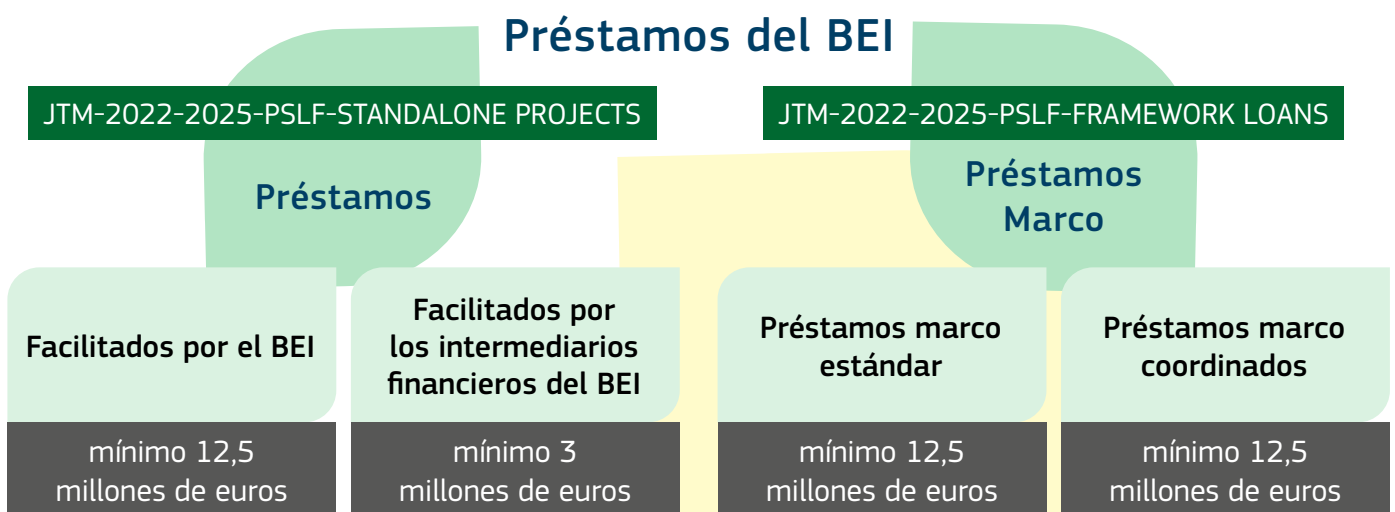 Préstamos del BEI
JTM-2022-2025-PSLF-STANDALONE PROJECTS
Préstamos
Facilitados por el BEI
mínimo 12,5
millones de euros
Facilitados por
los intermediarios
financieros del BEI
mínimo 3
millones de euros
JTM-2022-2025-PSLF-FRAMEWORK LOANS
Préstamos
Marco
Préstamos marco
estándar
mínimo 12,5
millones de euros
Préstamos marco
coordinados
mínimo 12,5
millones de euros